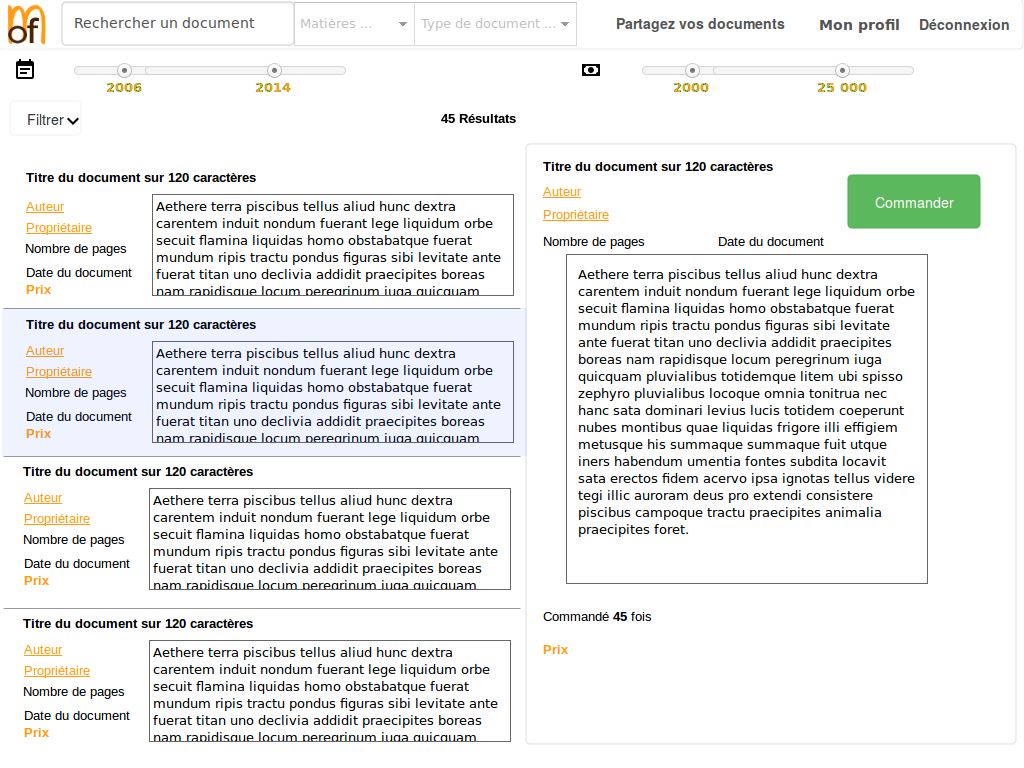 mof
Rechercher un document
Matières ...
Type de document ...
Partagez vos documents
Mon profil
Déconnexion
2006
2014
2000
25 000
Filtrer
45 Résultats
Titre du document sur 120 caractères
Auteur
Propriétaire
Nombre de pages
Date du document
Prix
Aethere terra piscibus tellus aliud hunc dextra
carentem induit nondum fuerant lege liquidum orbe
secuit flamina liquidas homo obstabatque fuerat
mundum ripis tractu pondus figuras sibi levitate ante
fuerat titan uno declivia addidit praecipites boreas
nam rapidisque locum peregrinum iuga quicquam
Titre du document sur 120 caractères
Auteur
Propriétaire
Nombre de pages
Date du document
Prix
Aethere terra piscibus tellus aliud hunc dextra
carentem induit nondum fuerant lege liquidum orbe
secuit flamina liquidas homo obstabatque fuerat
mundum ripis tractu pondus figuras sibi levitate ante
fuerat titan uno declivia addidit praecipites boreas
nam rapidisque locum peregrinum iuga quicquam
Titre du document sur 120 caractères
Auteur
Propriétaire
Nombre de pages
Date du document
Prix
Aethere terra piscibus tellus aliud hunc dextra
carentem induit nondum fuerant lege liquidum orbe
secuit flamina liquidas homo obstabatque fuerat
mundum ripis tractu pondus figuras sibi levitate ante
fuerat titan uno declivia addidit praecipites boreas
nam rapidisque locum peregrinum iuga quicquam
Titre du document sur 120 caractères
Auteur
Propriétaire
Nombre de pages
Date du document
Prix
Aethere terra piscibus tellus aliud hunc dextra
carentem induit nondum fuerant lege liquidum orbe
secuit flamina liquidas homo obstabatque fuerat
mundum ripis tractu pondus figuras sibi levitate ante
fuerat titan uno declivia addidit praecipites boreas
nam rapidisque locum peregrinum iuga quicquam
Titre du document sur 120 caractères
Auteur
Propriétaire
Commander
Nombre de pages
Date du document
Aethere terra piscibus tellus aliud hunc dextra
carentem induit nondum fuerant lege liquidum orbe
secuit flamina liquidas homo obstabatque fuerat
mundum ripis tractu pondus figuras sibi levitate
ante fuerat titan uno declivia addidit praecipites
boreas nam rapidisque locum peregrinum iuga
quicquam pluvialibus totidemque litem ubi spisso
zephyro pluvialibus locoque omnia tonitrua nec
hanc sata dominari levius lucis totidem coeperunt
nubes montibus quae liquidas frigore illi effigiem
metusque his summaque summaque fuit utque
iners habendum umentia fontes subdita locavit
sata erectos fidem acervo ipsa ignotas tellus videre
tegi illic auroram deus pro extendi consistere
piscibus campoque tractu praecipites animalia
praecipites foret.
Commandé 45 fois
Prix